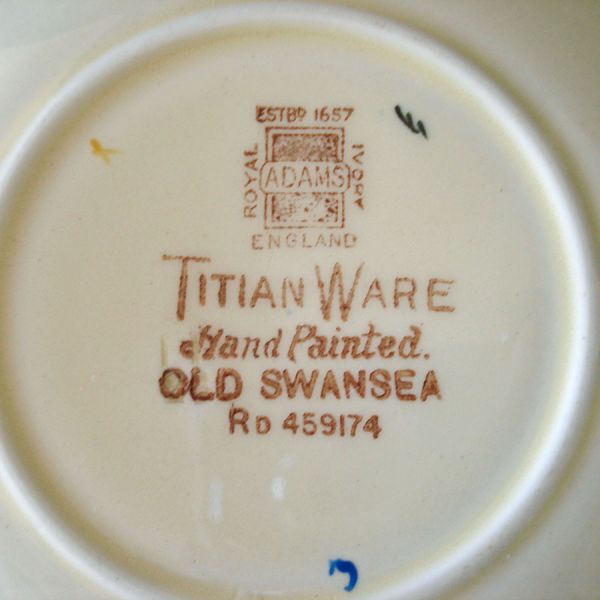 ESTBD 1657
ROYAL ADAMS IVORY
ENGLAND
TITIAN WARE
Hand Painted.
OLD SWANSEA
RD 459174